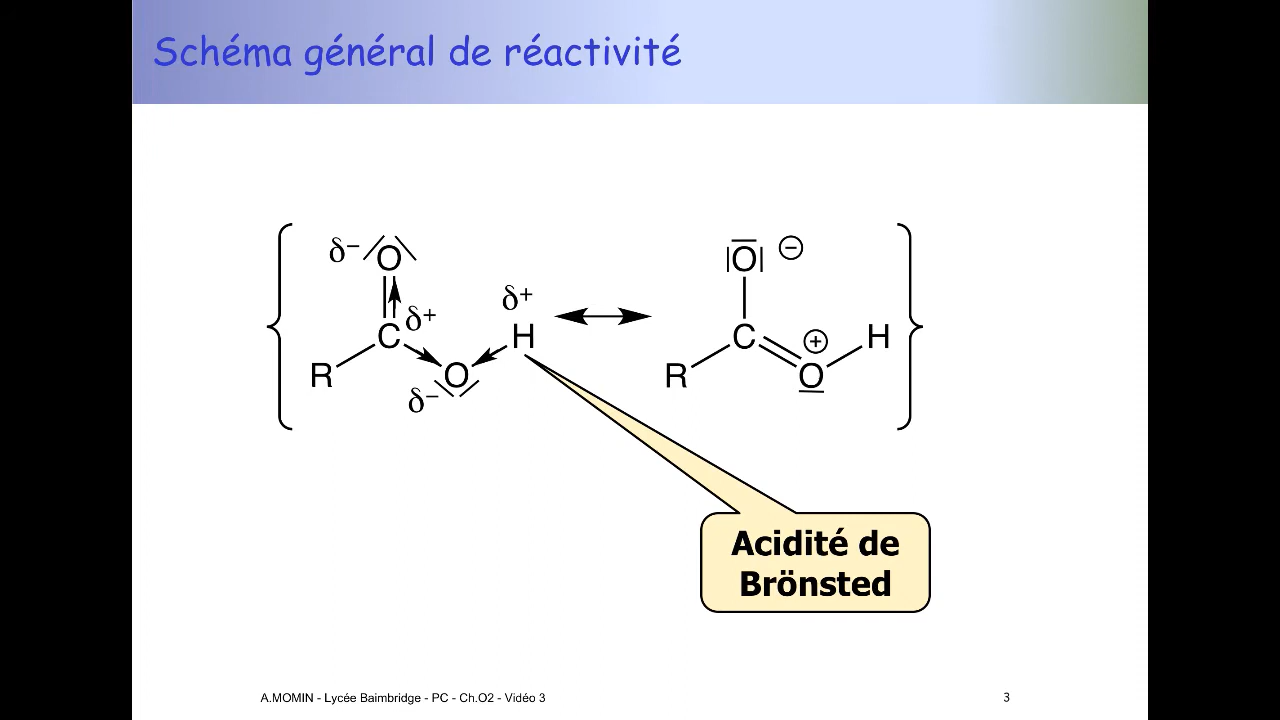 Schéma général de réactivité
δ− O
δ+
C
R
O
δ−
H
δ+
O −
C
R
O
+
H
Acidité de
Brönsted
A.MOMIN - Lycée Baimbridge - PC - Ch.O2 - Vidéo 3
3